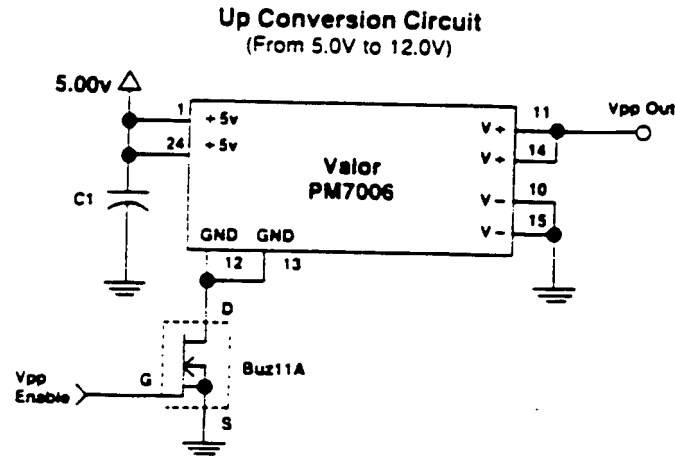 Up Conversion Circuit
(From 5.0V to 12.0V)
5.00v
1
+5v
24
+5v
C1
Valor
PM7006
V+
11
V+
14
V-
10
V-
15
Vpp Out
GND GND
12
13
D
Buz11A
G
Vpp
Enable
S